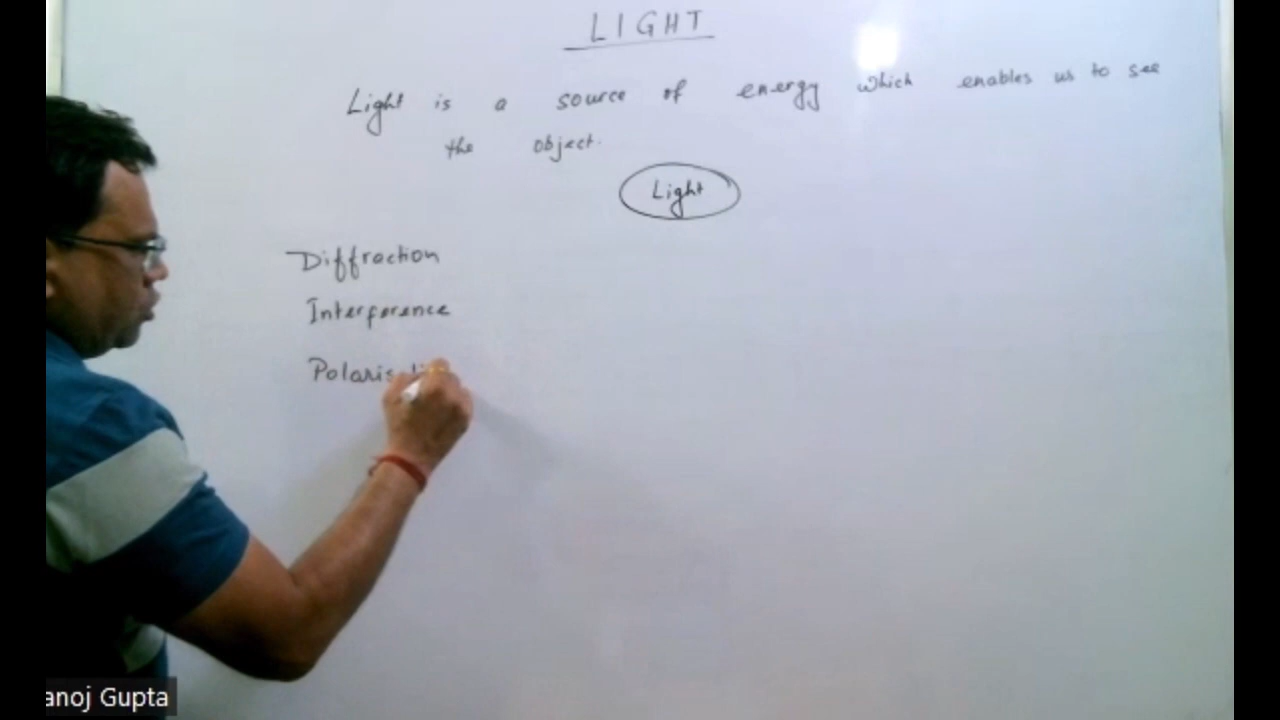 LIGHT
Light is a source of energy which enables us to see
the object.
Light
Diffraction
Interference
anoj Gupta